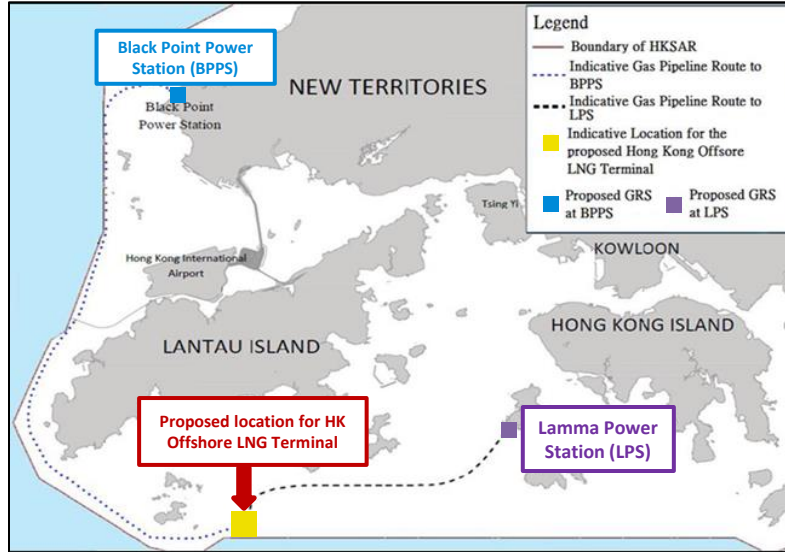 Black Point Power
Station (BPPS)
Black Point
Power Station
NEW TERRITORIES
Legend
Boundary of HKSAR
Indicative Gas Pipeline Route to
BPPS
Indicative Gas Pipeline Route to
LPS
Indicative Location for the
proposed Hong Kong Offsore
LNG Terminal
Proposed GRS
at BPPS
Proposed GRS
at LPS
Tsing Yi
KOWLOON
Hong Kong International
Airport
LANTAU ISLAND
HONG KONG ISLAND
Proposed location for HK
Offshore LNG Terminal
Lamma Power
Station (LPS)